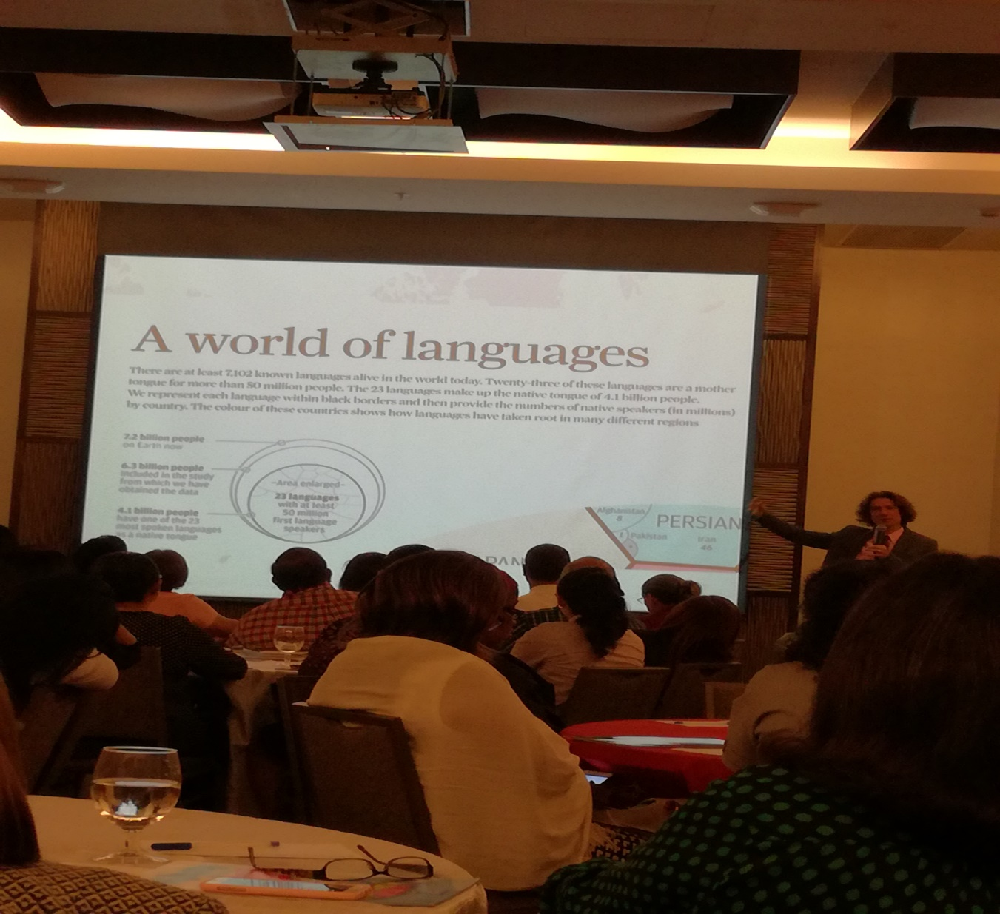 A world of languages
There are at least 7,102 known languages alive in the world today. Twenty-three of these languages are a mother
tongue for more than 50 million people. The 23 languages make up the native tongue of 4.1 billion people.
We represent each language within black borders and then provide the numbers of native speakers (in millions)
by country. The colour of these countries shows how languages have taken root in many different regions
7.2 billion people
on Earth now
6.3 billion people
included in the study
from which we have
obtained the data
4.1 billion people
have one of the 23
most spoken languages
as a native tongue
Area enlarged
23 languages
with at least
50 million
first language
speakers
Afghanistan
8
Pakistan
1
PERSIAN
Iran
46
PAN